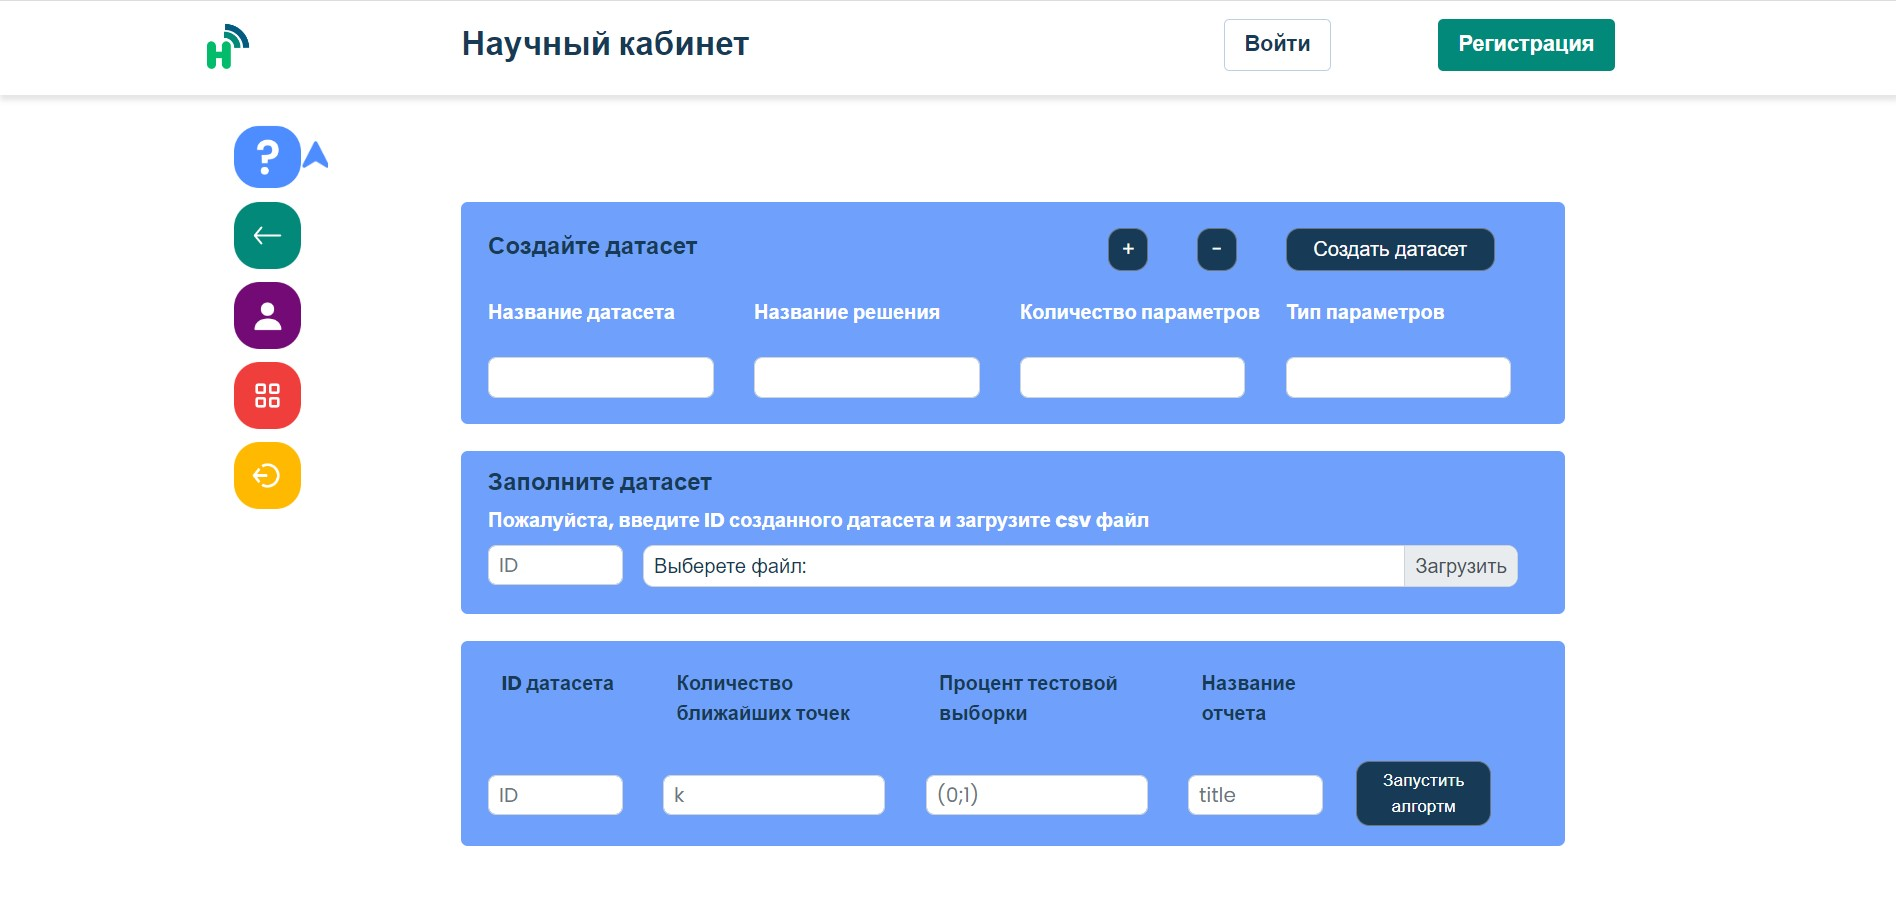 Научный кабинет
Войти
Регистрация
Создайте датасет
+
-
Создать датасет
Название датасета
Название решения
Количество параметров
Тип параметров
Заполните датасет
Пожалуйста, введите ID созданного датасета и загрузите csv файл
ID
Выберете файл:
Загрузить
ID датасета
Количество
ближайших точек
Процент тестовой
выборки
Название
отчета
ID
k
(0;1)
title
Запустить
алгортм